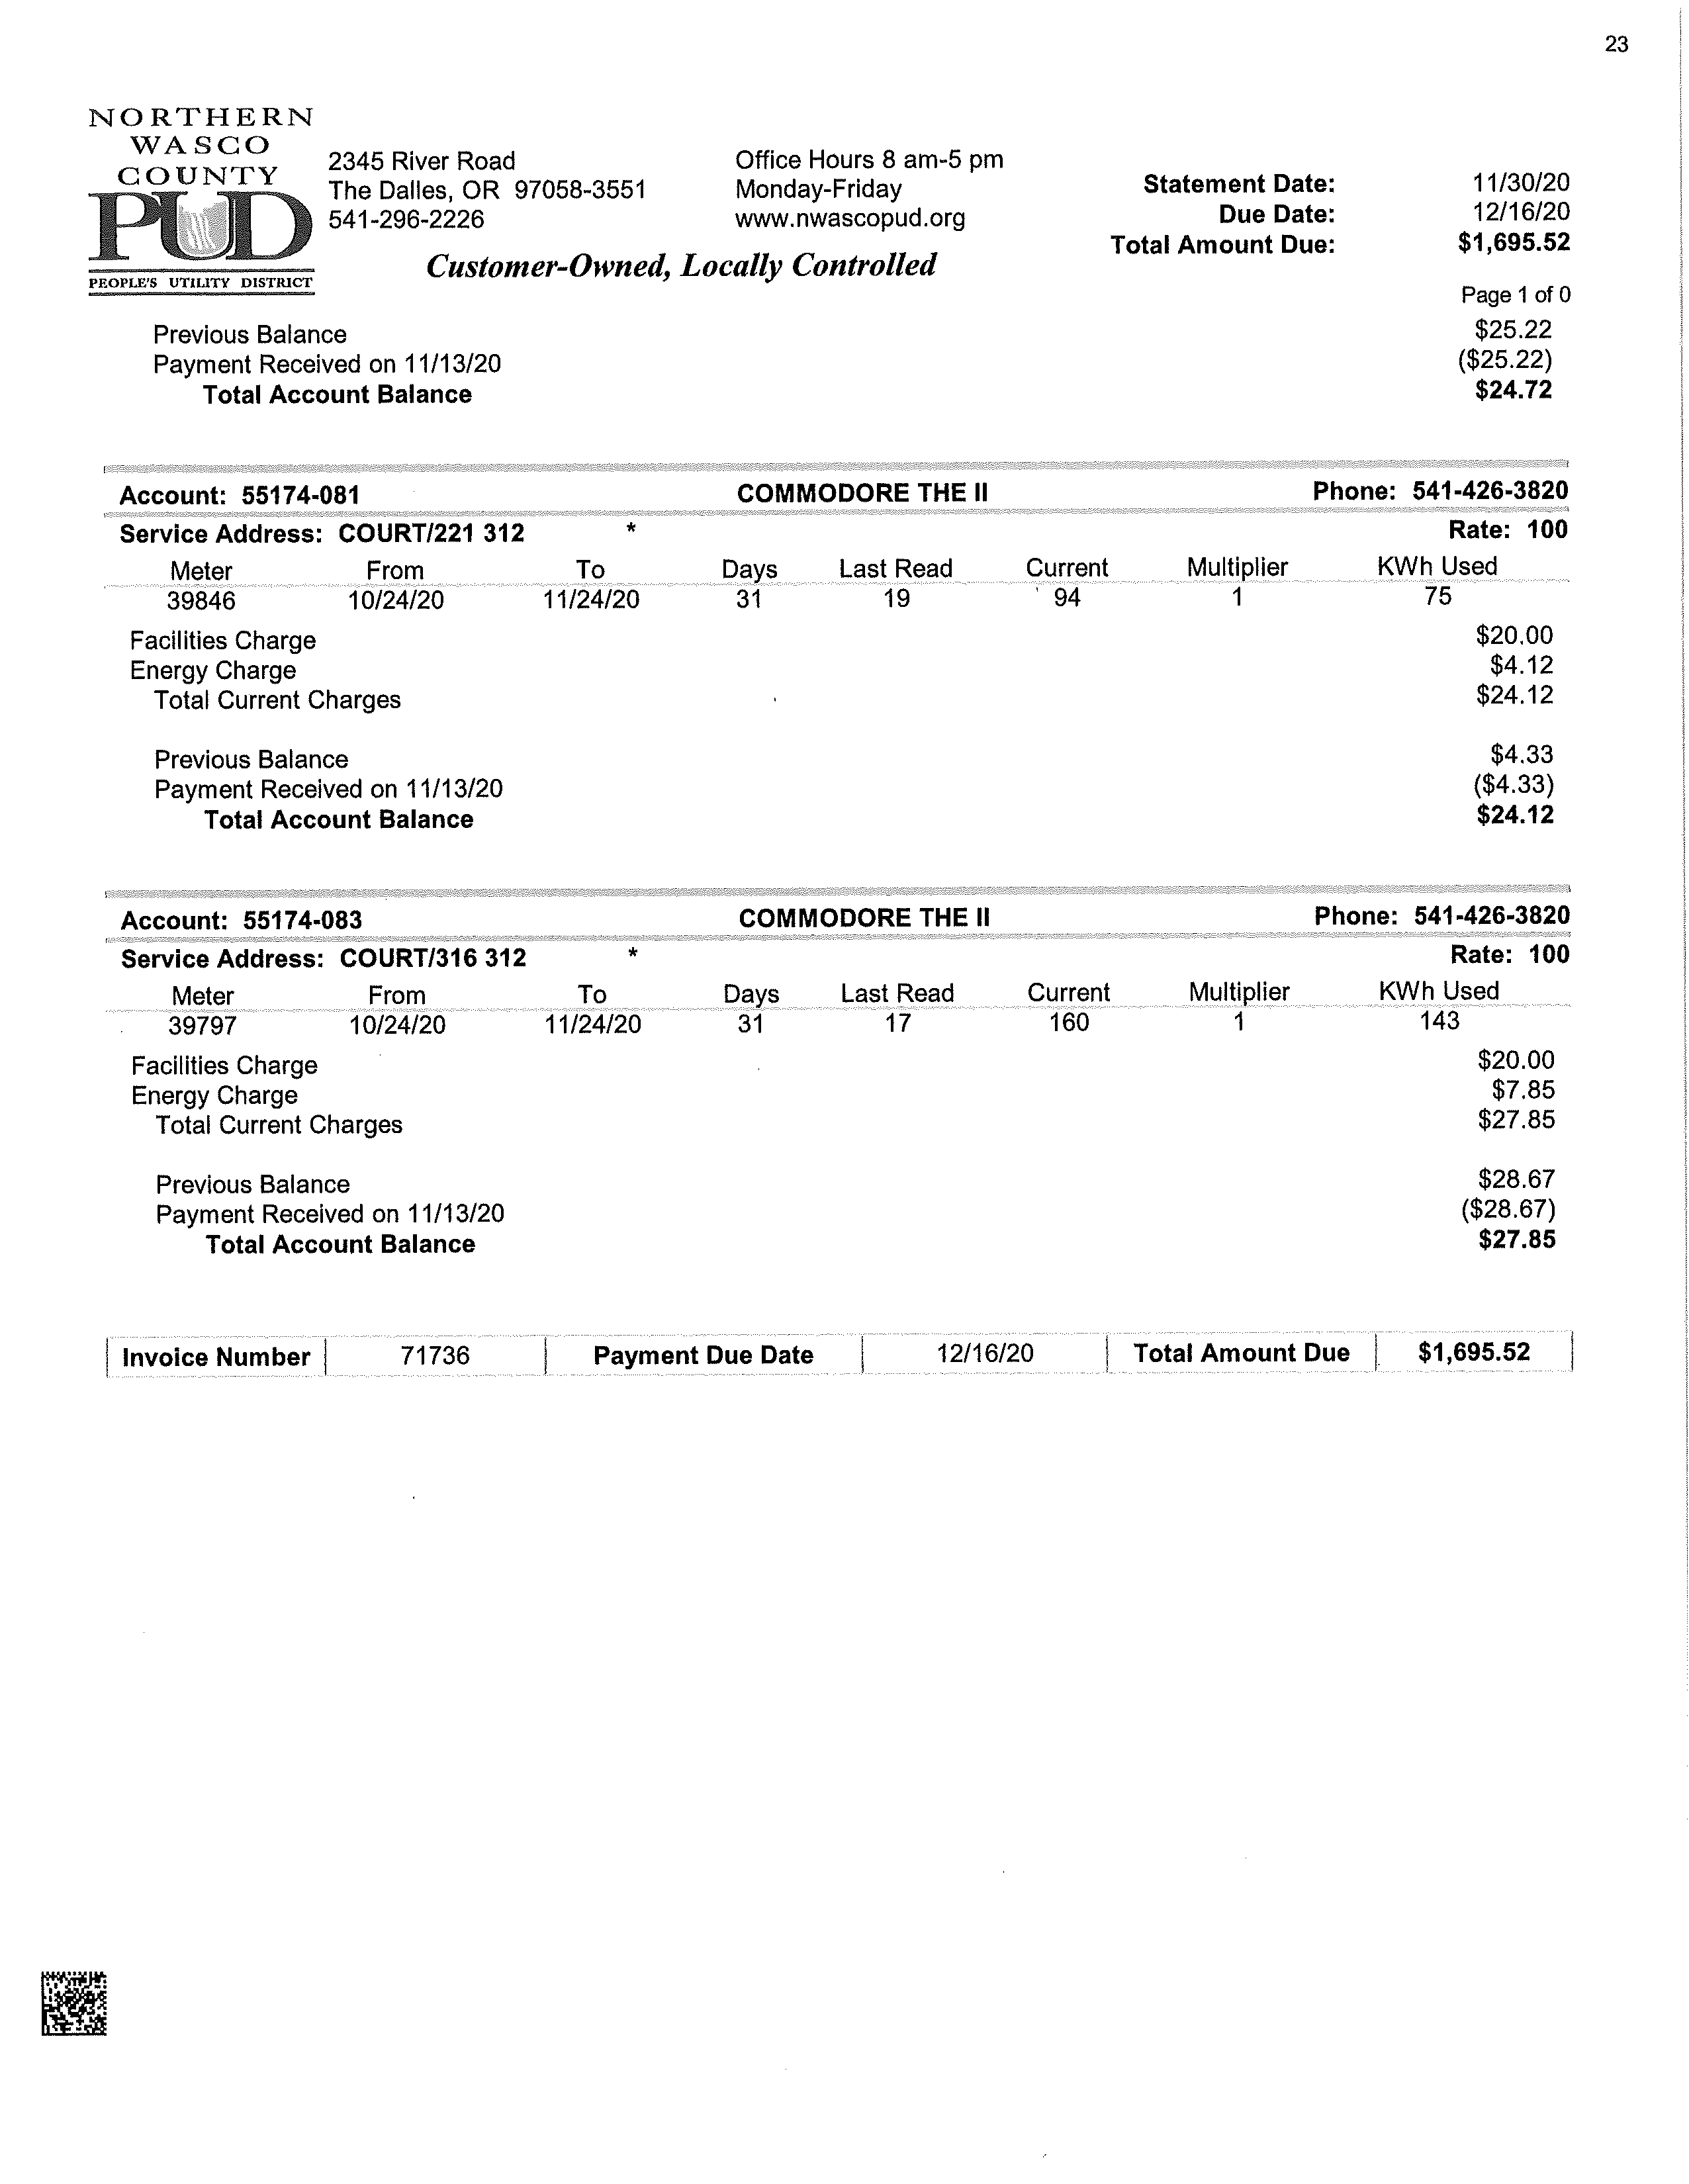 23
NORTHERN
WASCO
COUNTY
PUD
PEOPLE'S UTILITY DISTRICT
2345 River Road
The Dalles, OR 97058-3551
541-296-2226
Office Hours 8 am-5 pm
Monday-Friday
www.nwascopud.org
Customer-Owned, Locally Controlled
Statement Date: 11/30/20
Due Date: 12/16/20
Total Amount Due: $1,695.52
Page 1 of 0
Previous Balance $25.22
Payment Received on 11/13/20 ($25.22)
Total Account Balance $24.72
Account: 55174-081 COMMODORE THE II Phone: 541-426-3820
Service Address: COURT/221 312 * Rate: 100
Meter From To Days Last Read Current Multiplier KWh Used
39846 10/24/20 11/24/20 31 19 94 1 75
Facilities Charge $20.00
Energy Charge $4.12
Total Current Charges $24.12
Previous Balance $4.33
Payment Received on 11/13/20 ($4.33)
Total Account Balance $24.12
Account: 55174-083 COMMODORE THE II Phone: 541-426-3820
Service Address: COURT/316 312 * Rate: 100
Meter From To Days Last Read Current Multiplier KWh Used
39797 10/24/20 11/24/20 31 17 160 1 143
Facilities Charge $20.00
Energy Charge $7.85
Total Current Charges $27.85
Previous Balance $28.67
Payment Received on 11/13/20 ($28.67)
Total Account Balance $27.85
Invoice Number 71736 Payment Due Date 12/16/20 Total Amount Due $1,695.52